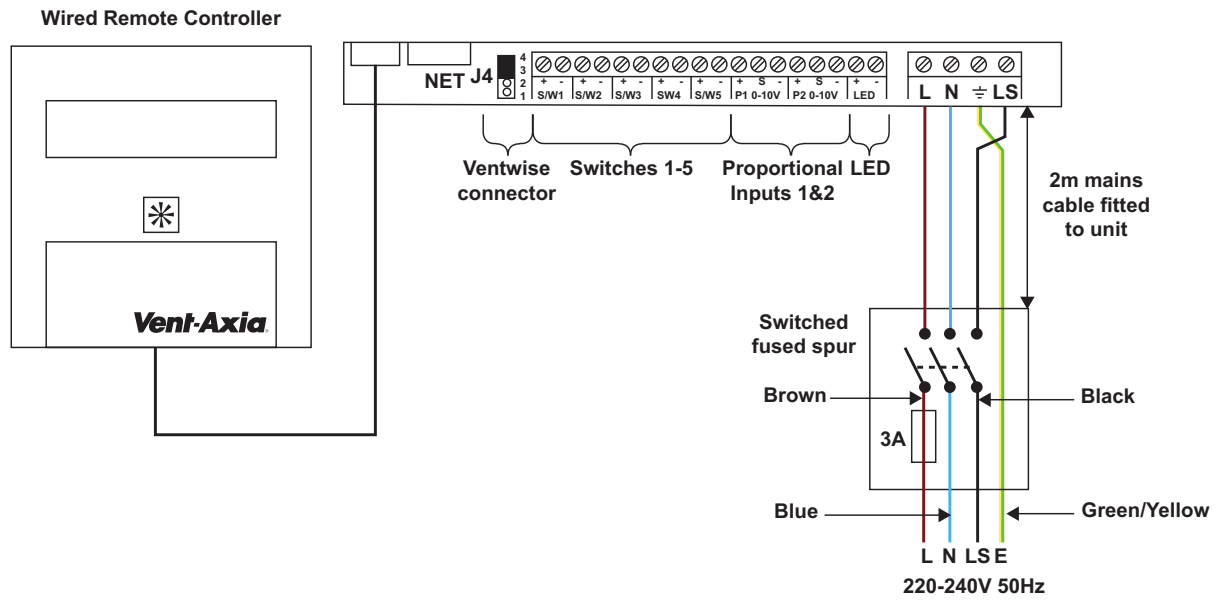 Wired Remote Controller
Vent-Axia
NET
J4
4
3
2
1
+ - + - + - + - + - + S - + S - + -
S/W1 S/W2 S/W3 SW4 S/W5 P1 0-10V P2 0-10V LED
L N LS
Ventwise
connector
Switches 1-5
Proportional
Inputs 1&2
LED
2m mains
cable fitted
to unit
Switched
fused spur
Brown
Black
3A
Blue
Green/Yellow
L N LS E
220-240V 50Hz